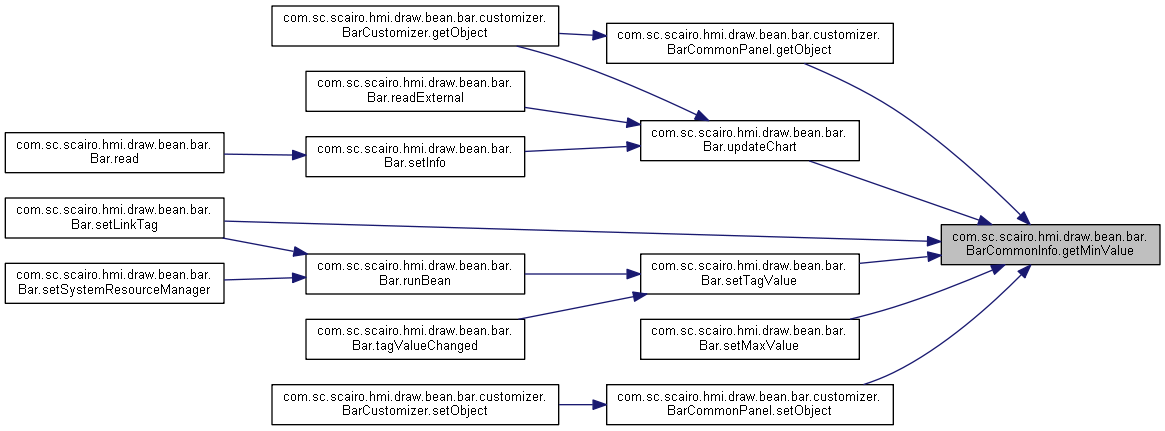 com.sc.scairo.hmi.draw.bean.bar.customizer.
BarCustomizer.getObject
com.sc.scairo.hmi.draw.bean.bar.customizer.
BarCommonPanel.getObject
com.sc.scairo.hmi.draw.bean.bar.
Bar.readExternal
com.sc.scairo.hmi.draw.bean.bar.
Bar.updateChart
com.sc.scairo.hmi.draw.bean.bar.
Bar.read
com.sc.scairo.hmi.draw.bean.bar.
Bar.setInfo
com.sc.scairo.hmi.draw.bean.bar.
Bar.setLinkTag
com.sc.scairo.hmi.draw.bean.bar.
BarCommonInfo.getMinValue
com.sc.scairo.hmi.draw.bean.bar.
Bar.setSystemResourceManager
com.sc.scairo.hmi.draw.bean.bar.
Bar.runBean
com.sc.scairo.hmi.draw.bean.bar.
Bar.setTagValue
com.sc.scairo.hmi.draw.bean.bar.
Bar.tagValueChanged
com.sc.scairo.hmi.draw.bean.bar.
Bar.setMaxValue
com.sc.scairo.hmi.draw.bean.bar.customizer.
BarCustomizer.setObject
com.sc.scairo.hmi.draw.bean.bar.customizer.
BarCommonPanel.setObject